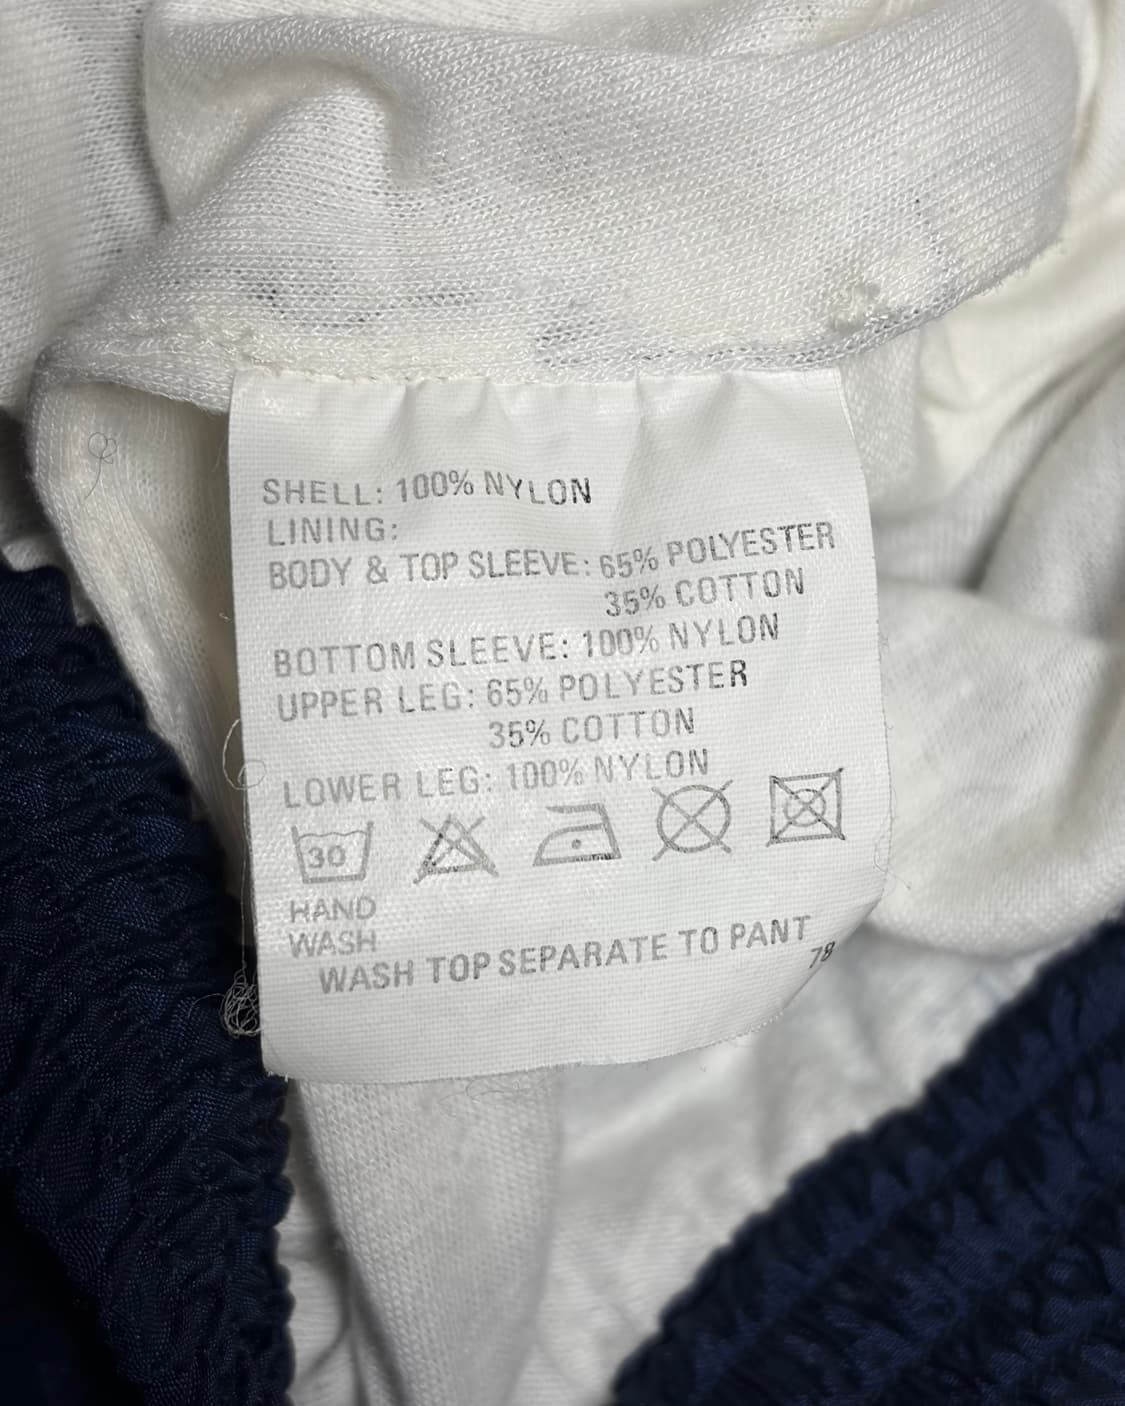 SHELL: 100% NYLON
LINING:
BODY & TOP SLEEVE: 65% POLYESTER
35% COTTON
BOTTOM SLEEVE: 100% NYLON
UPPER LEG: 65% POLYESTER
35% COTTON
LOWER LEG: 100% NYLON
30
HAND
WASH
WASH TOP SEPARATE TO PANT
78